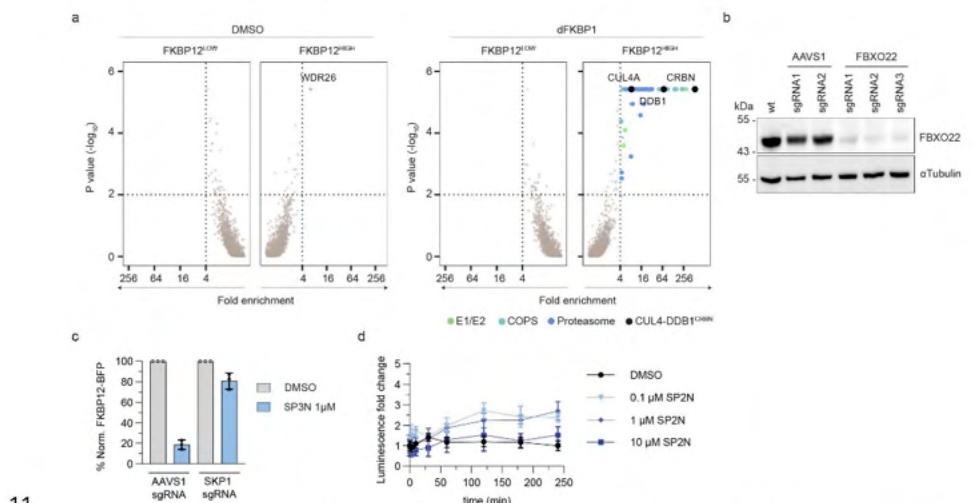 a
DMSO
FKBP12LOW FKBP12HIGH
WDR26
6
4
2
0
P value (-log10)
256 64 16 4 4 16 64 256
Fold enrichment
dFKBP1
FKBP12LOW FKBP12HIGH
CUL4A CRBN
DDB1
6
4
2
0
P value (-log10)
256 64 16 4 4 16 64 256
Fold enrichment
E1/E2 COPS Proteasome CUL4-DDB1CRBN
b
AAVS1 FBXO22
kDa wt sgRNA1 sgRNA2 sgRNA1 sgRNA2 sgRNA3
55
43
FBXO22
55
αTubulin
c
% Norm. FKBP12-BFP
100
80
60
40
20
0
AAVS1 sgRNA
SKP1 sgRNA
DMSO
SP3N 1µM
d
Luminescence fold change
5
4
3
2
1
0
0 50 100 150 200 250
time (min)
DMSO
0.1 µM SP2N
1 µM SP2N
10 µM SP2N
11